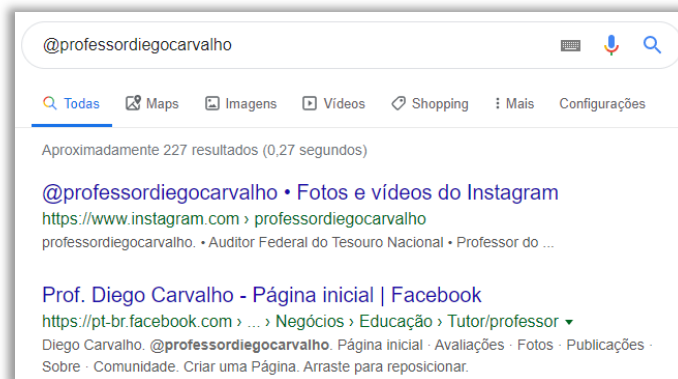 @professordiegocarvalho
Todas Maps Imagens Vídeos Shopping Mais Configurações
Aproximadamente 227 resultados (0,27 segundos)
@professordiegocarvalho • Fotos e vídeos do Instagram
https://www.instagram.com › professordiegocarvalho
professordiegocarvalho. • Auditor Federal do Tesouro Nacional • Professor do ...
Prof. Diego Carvalho - Página inicial | Facebook
https://pt-br.facebook.com › ... › Negócios › Educação › Tutor/professor
Diego Carvalho. @professordiegocarvalho. Página inicial · Avaliações · Fotos · Publicações ·
Sobre · Comunidade. Criar uma Página. Arraste para reposicionar.